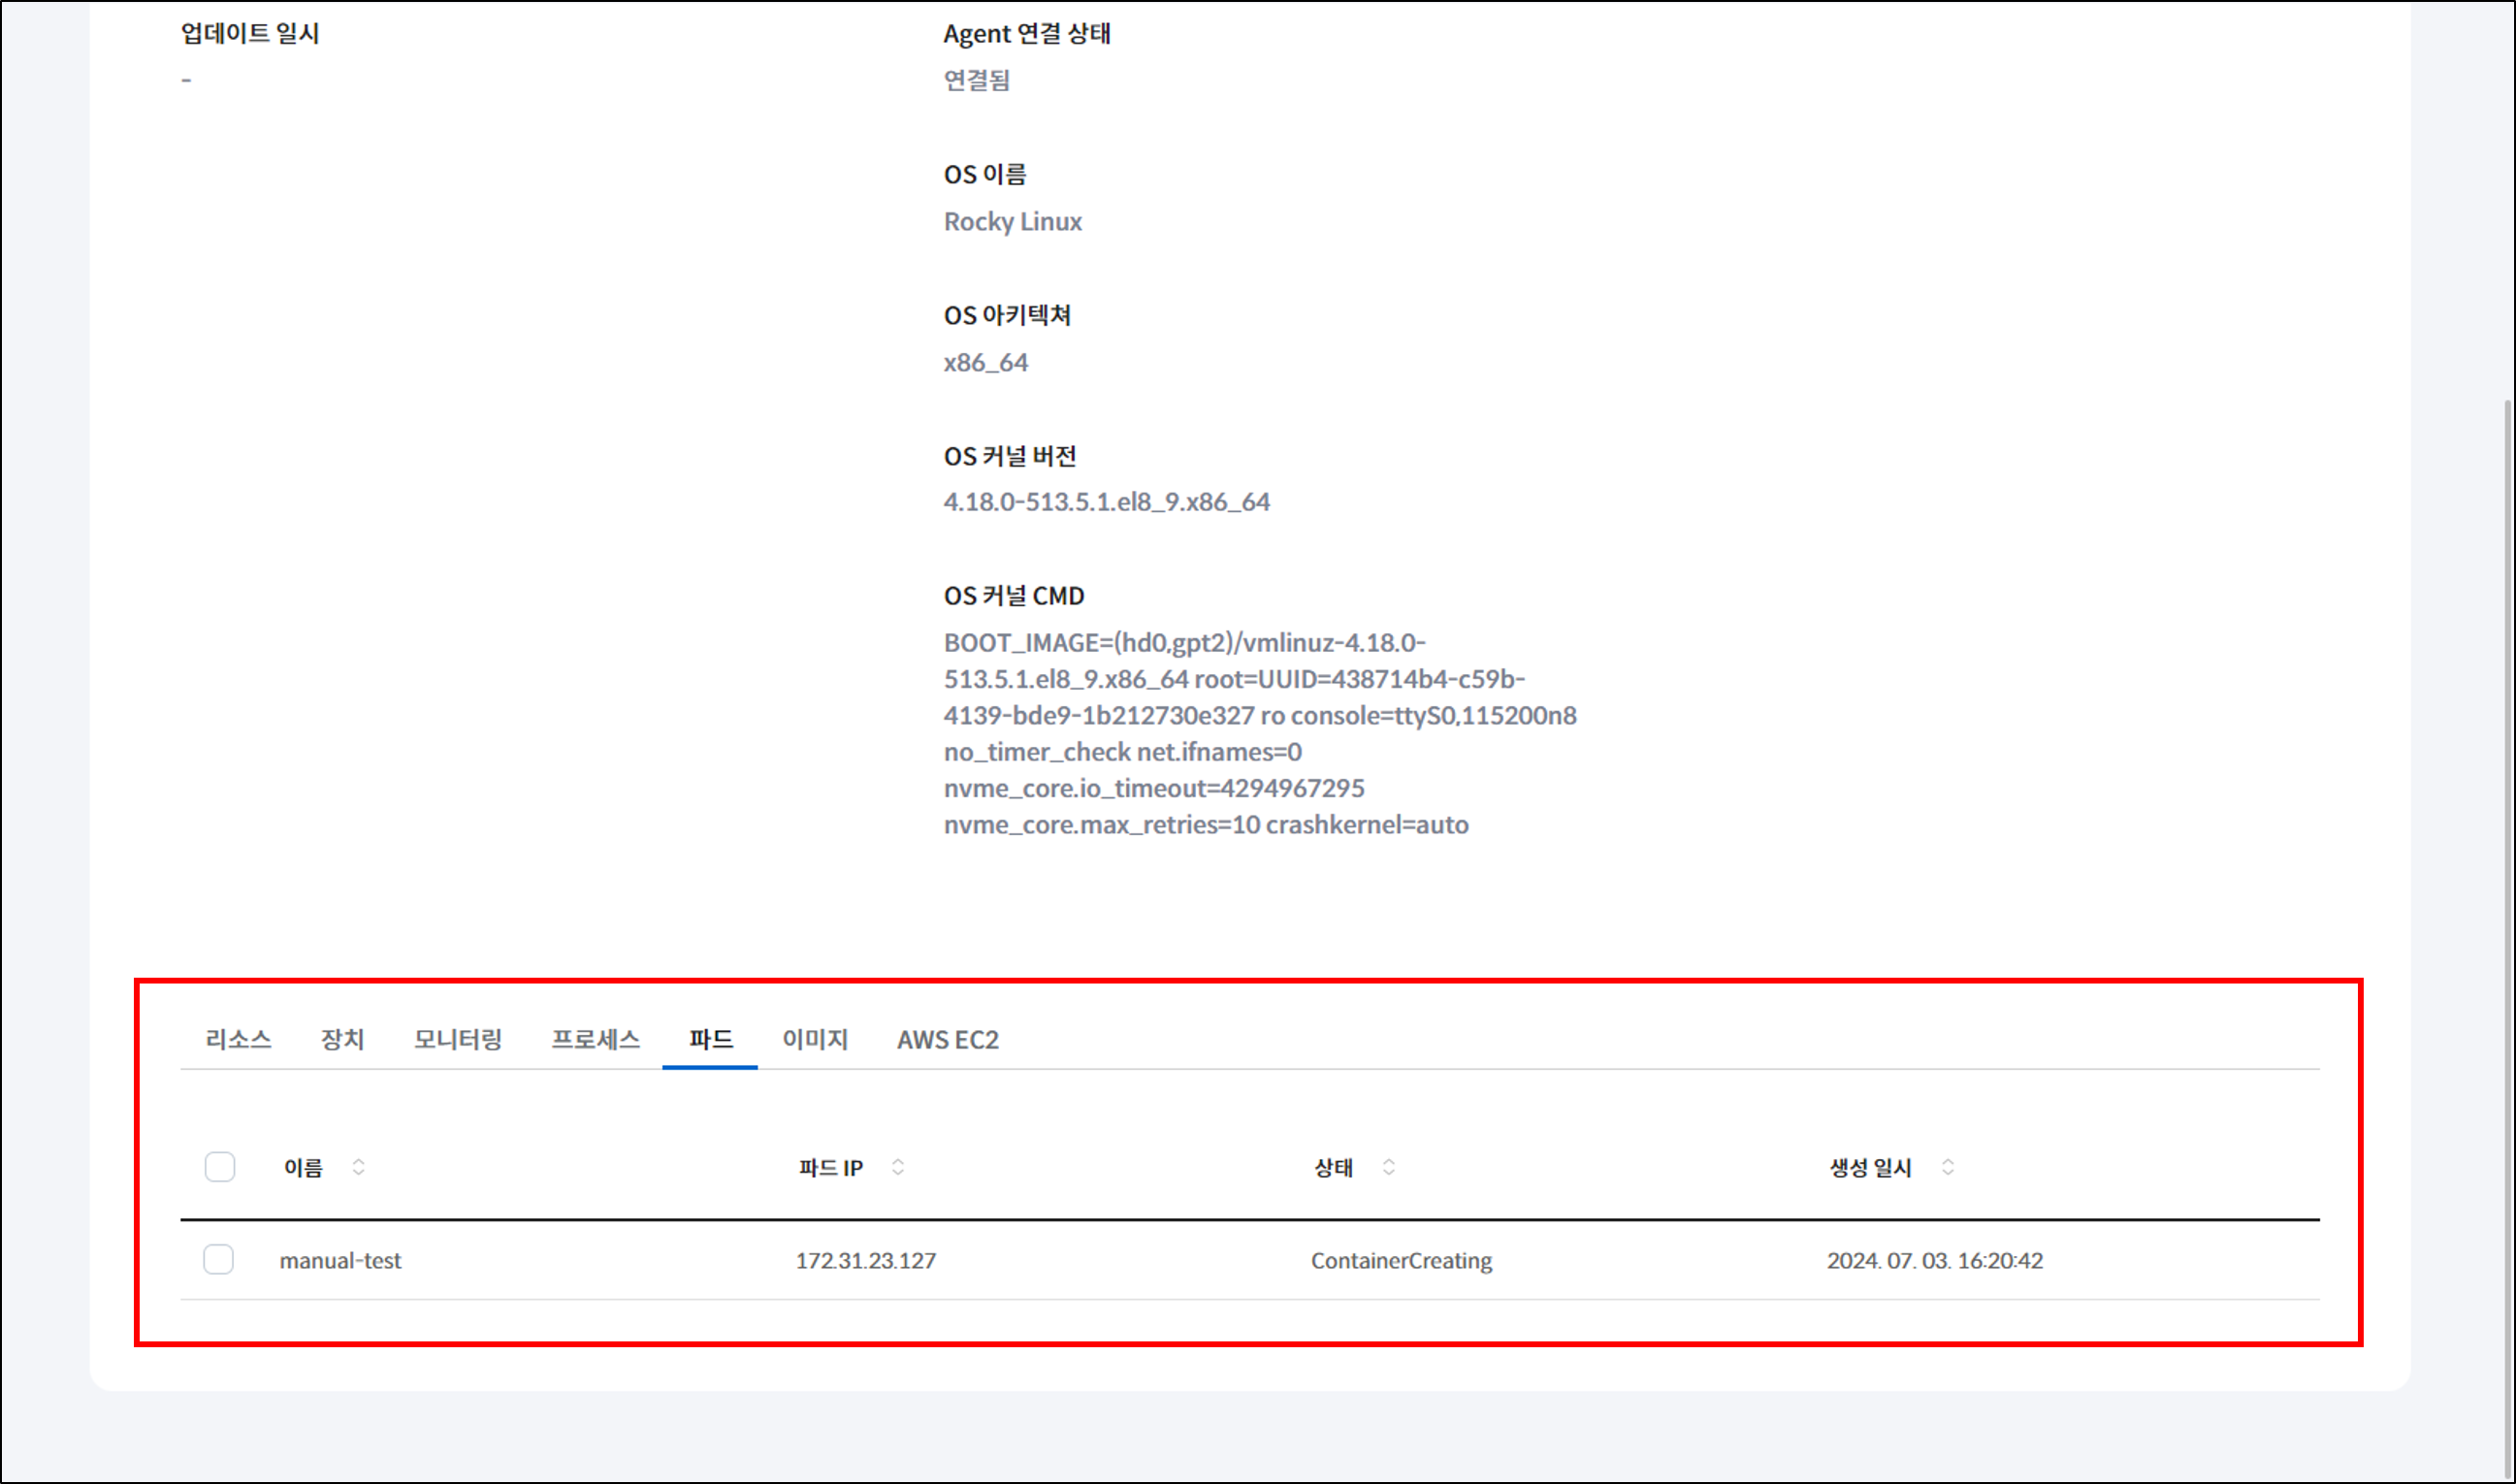 업데이트 일시
-
Agent 연결 상태
연결됨
OS 이름
Rocky Linux
OS 아키텍쳐
x86_64
OS 커널 버전
4.18.0-513.5.1.el8_9.x86_64
OS 커널 CMD
BOOT_IMAGE=(hd0,gpt2)/vmlinuz-4.18.0-
513.5.1.el8_9.x86_64 root=UUID=438714b4-c59b-
4139-bde9-1b212730e327 ro console=ttyS0,115200n8
no_timer_check net.ifnames=0
nvme_core.io_timeout=4294967295
nvme_core.max_retries=10 crashkernel=auto
리소스 장치 모니터링 프로세스 파드 이미지 AWS EC2
이름 파드 IP 상태 생성 일시
manual-test 172.31.23.127 ContainerCreating 2024. 07. 03. 16:20:42